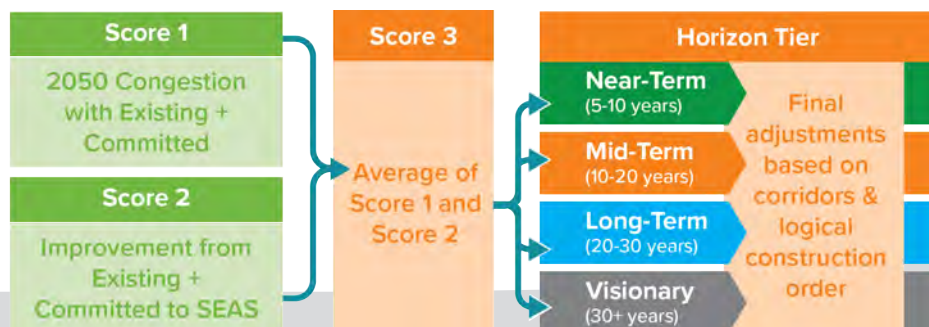 Score 1
2050 Congestion
with Existing +
Committed
Score 2
Improvement from
Existing +
Committed to SEAS
Score 3
Average of
Score 1 and
Score 2
Horizon Tier
Near-Term
(5-10 years)
Mid-Term
(10-20 years)
Long-Term
(20-30 years)
Visionary
(30+ years)
Final
adjustments
based on
corridors &
logical
construction
order